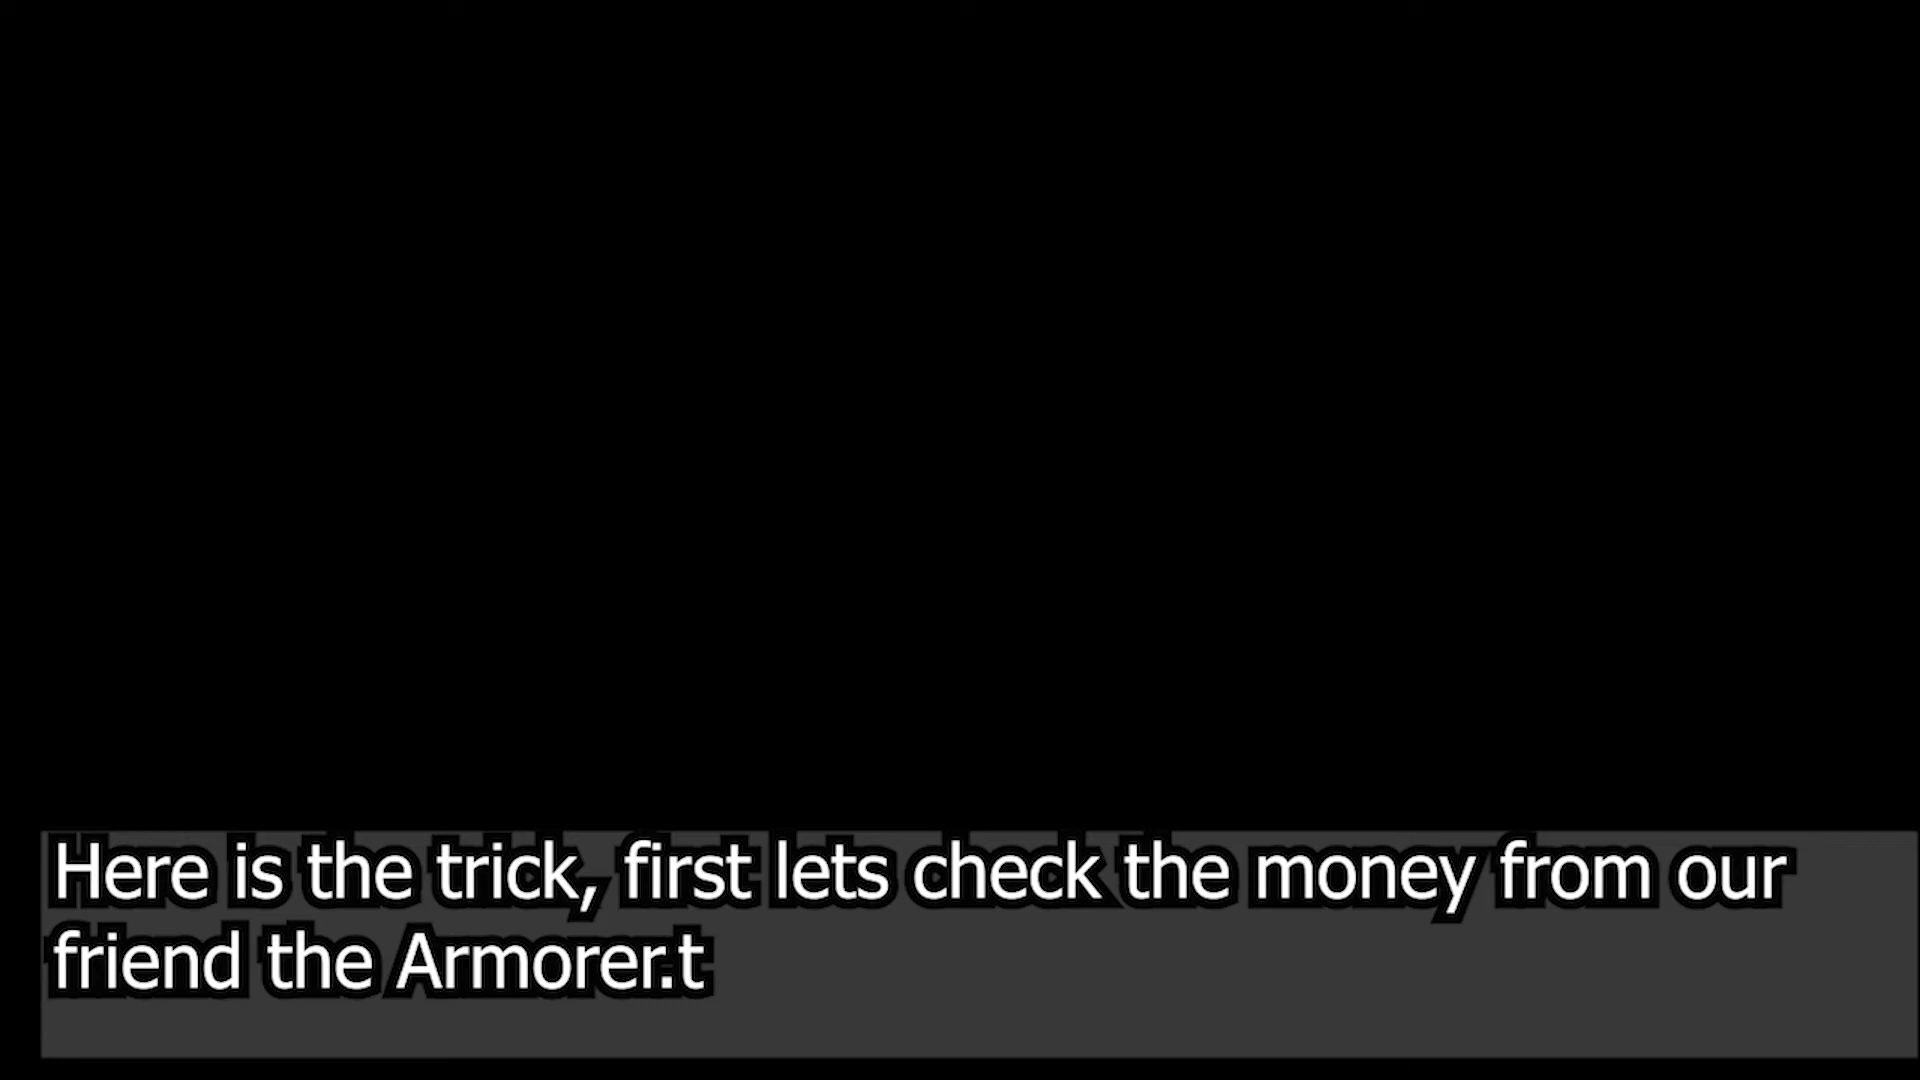 Here is the trick, first lets check the money from our
friend the Armorer.t